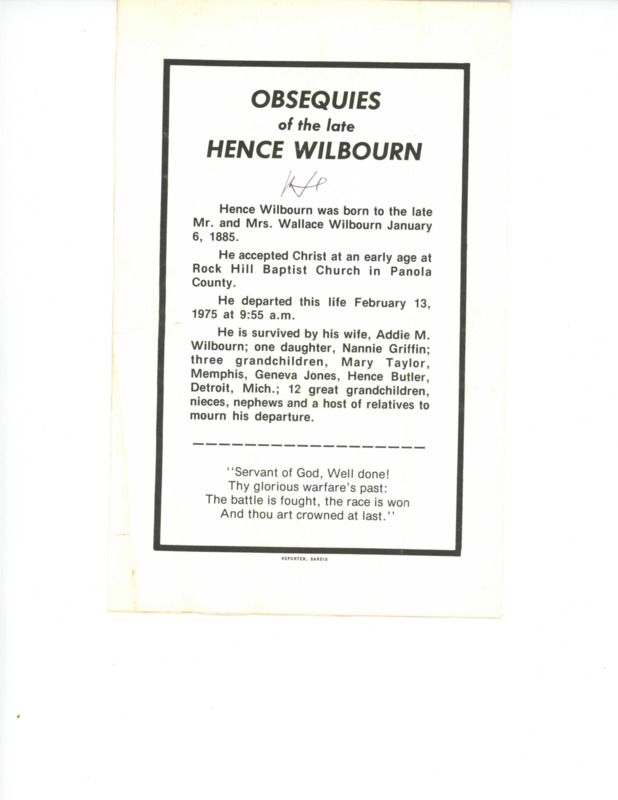 OBSEQUIES
of the late
HENCE WILBOURN
Hence Wilbourn was born to the late
Mr. and Mrs. Wallace Wilbourn January
6, 1885.
He accepted Christ at an early age at
Rock Hill Baptist Church in Panola
County.
He departed this life February 13,
1975 at 9:55 a.m.
He is survived by his wife, Addie M.
Wilbourn; one daughter, Nannie Griffin;
three grandchildren, Mary Taylor,
Memphis, Geneva Jones, Hence Butler,
Detroit, Mich.; 12 great grandchildren,
nieces, nephews and a host of relatives to
mourn his departure.
''Servant of God, Well done!
Thy glorious warfare's past:
The battle is fought, the race is won
And thou art crowned at last.''
REPORTER, SARDIS